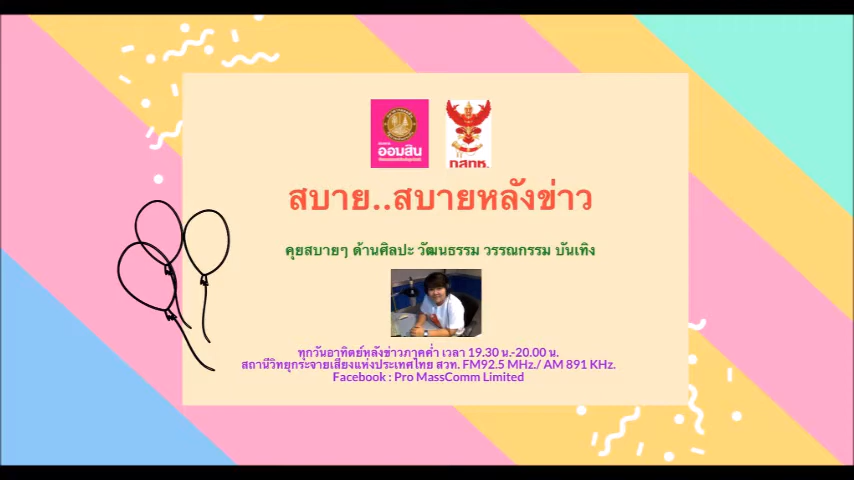 ออมสิน
กสทช.
สบาย..สบายหลังข่าว
คุยสบายๆ ด้านศิลปะ วัฒนธรรม วรรณกรรม บันเทิง
ทุกวันอาทิตย์หลังข่าวภาคค่ำ เวลา 19.30 น.-20.00 น.
สถานีวิทยุกระจายเสียงแห่งประเทศไทย สวท. FM92.5 MHz./ AM 891 KHz.
Facebook : Pro MassComm Limited